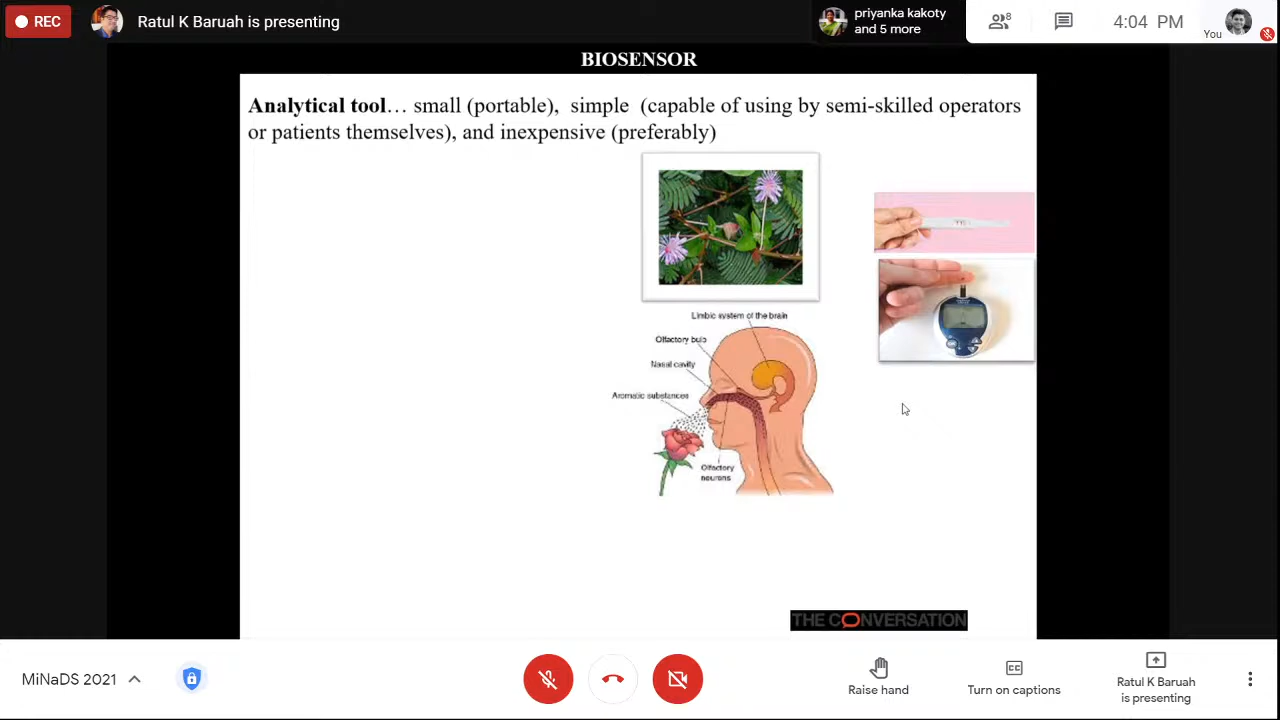 REC
Ratul K Baruah is presenting
priyanka kakoty
and 5 more
8
4:04 PM
You
BIOSENSOR
Analytical tool… small (portable), simple (capable of using by semi-skilled operators
or patients themselves), and inexpensive (preferably)
Limbic system of the brain
Olfactory bulb
Nasal cavity
Aromatic substances
Olfactory
neurons
THE CONVERSATION
MiNaDS 2021
Raise hand
CC
Turn on captions
Ratul K Baruah
is presenting